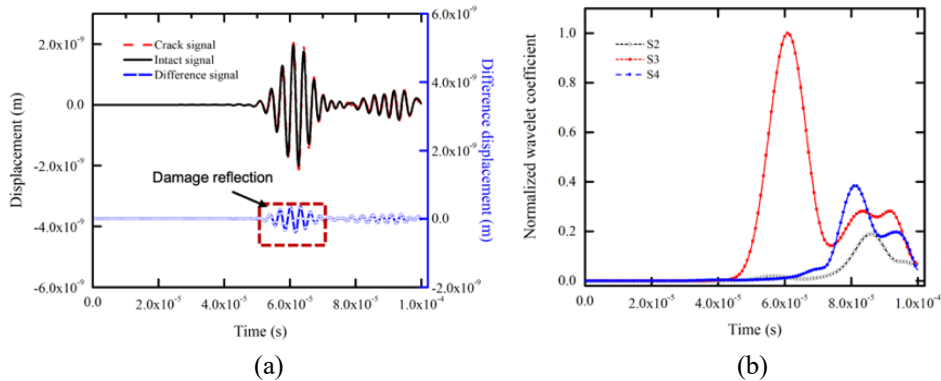 (a)
6.0x10⁻⁹
2.0x10⁻⁹
Crack signal
Intact signal
Difference signal
4.0x10⁻⁹
0.0
2.0x10⁻⁹
-2.0x10⁻⁹
Damage reflection
-4.0x10⁻⁹
0.0
-6.0x10⁻⁹
-2.0x10⁻⁹
0.0 2.0x10⁻⁵ 4.0x10⁻⁵ 6.0x10⁻⁵ 8.0x10⁻⁵ 1.0x10⁻⁴
Displacement (m)
Difference displacement (m)
Time (s)
(a)
(b)
1.0
S2
S3
S4
0.8
0.6
0.4
0.2
0.0
0.0 2.0x10⁻⁵ 4.0x10⁻⁵ 6.0x10⁻⁵ 8.0x10⁻⁵ 1.0x10⁻⁴
Normalized wavelet coefficient
Time (s)
(b)